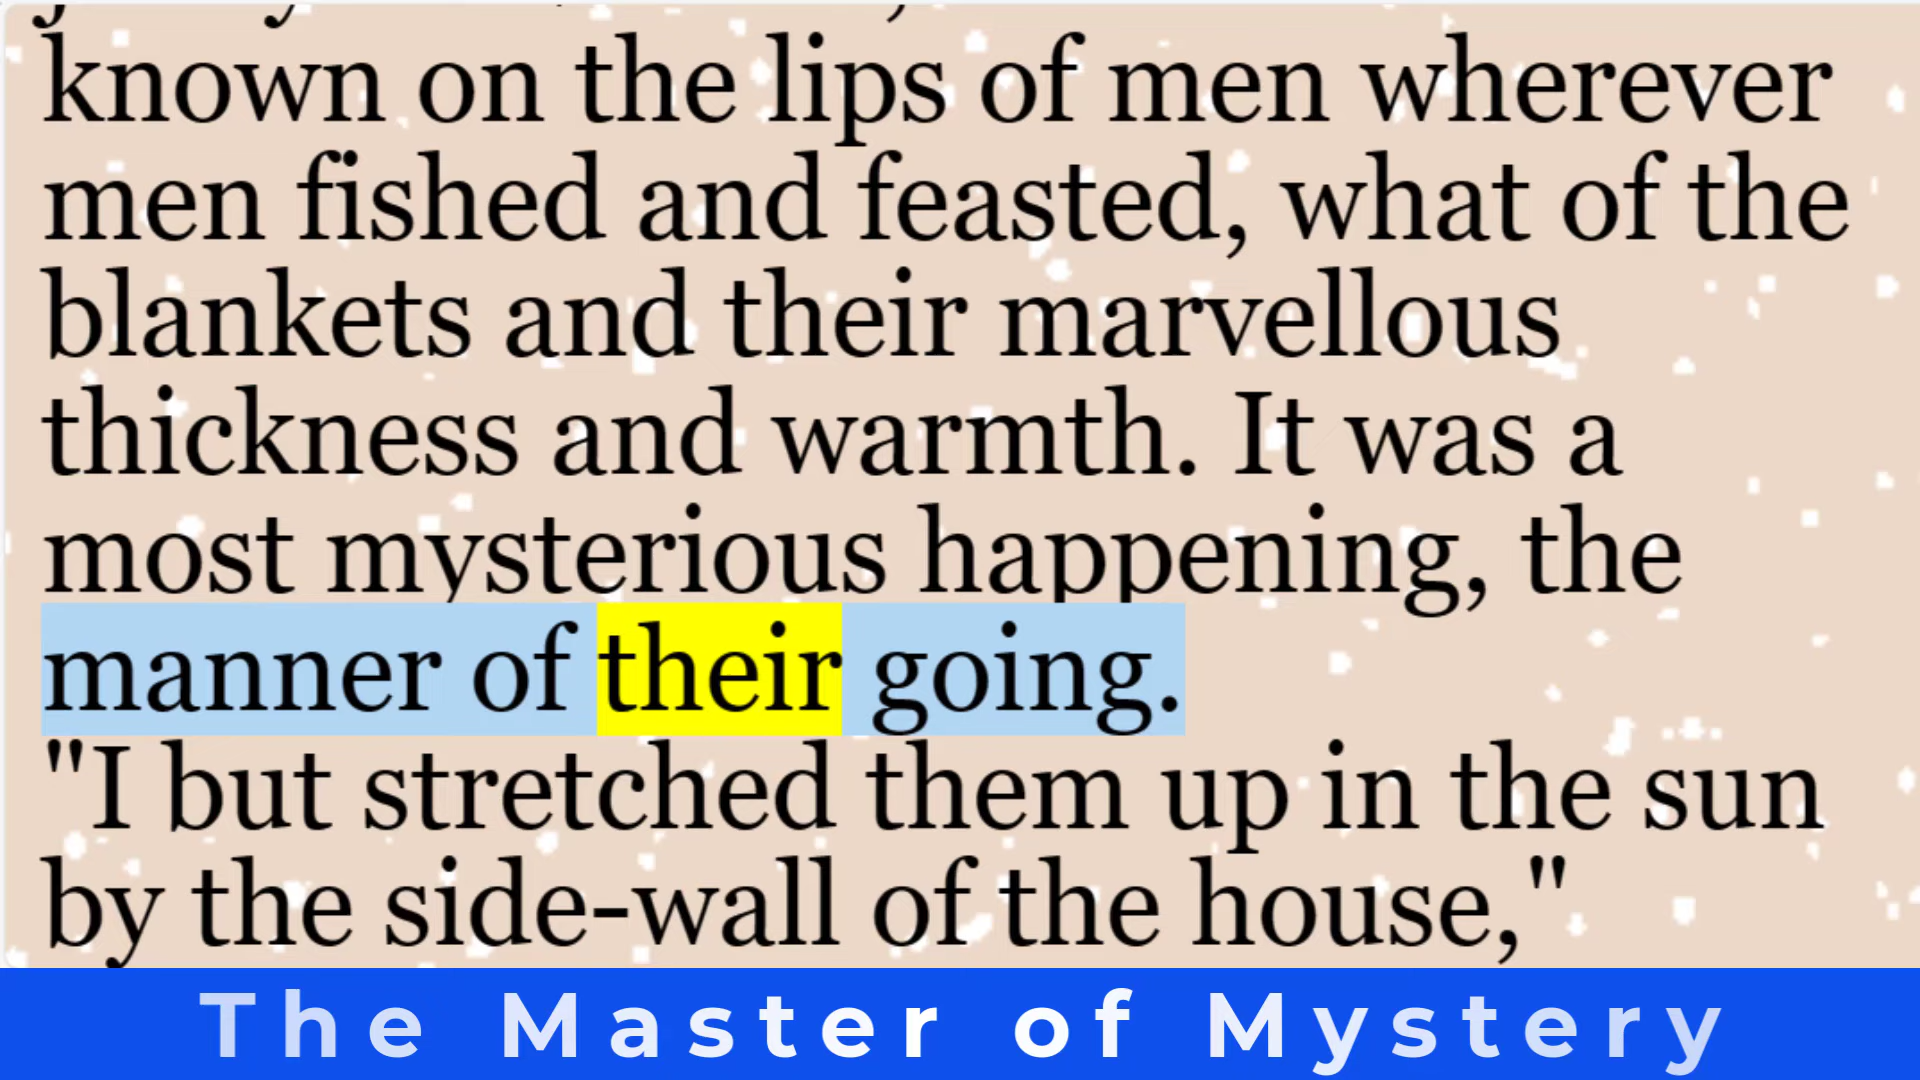 known on the lips of men wherever
men fished and feasted, what of the
blankets and their marvellous
thickness and warmth. It was a
most mysterious happening, the
manner of their going.
"I but stretched them up in the sun
by the side-wall of the house,"
The Master of Mystery